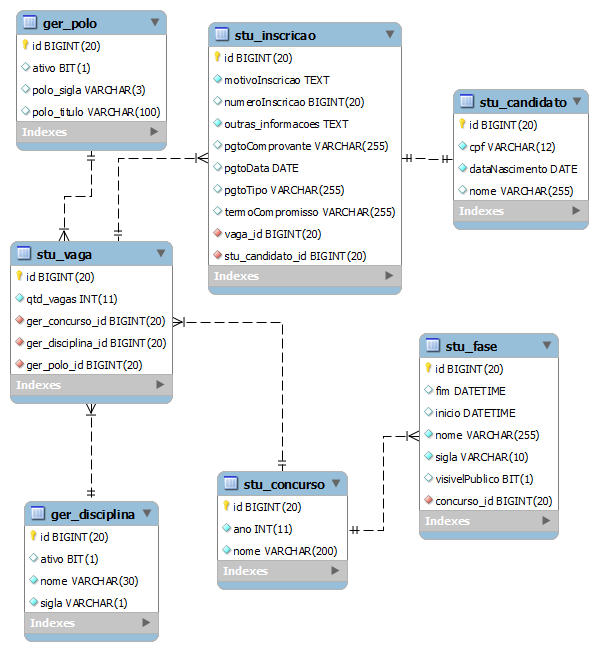 ger_polo
id BIGINT(20)
ativo BIT(1)
polo_sigla VARCHAR(3)
polo_titulo VARCHAR(100)
Indexes
stu_inscricao
id BIGINT(20)
motivoInscricao TEXT
numeroInscricao BIGINT(20)
outras_informacoes TEXT
pgtoComprovante VARCHAR(255)
pgtoData DATE
pgtoTipo VARCHAR(255)
termoCompromisso VARCHAR(255)
vaga_id BIGINT(20)
stu_candidato_id BIGINT(20)
Indexes
stu_candidato
id BIGINT(20)
cpf VARCHAR(12)
dataNascimento DATE
nome VARCHAR(255)
Indexes
stu_vaga
id BIGINT(20)
qtd_vagas INT(11)
ger_concurso_id BIGINT(20)
ger_disciplina_id BIGINT(20)
ger_polo_id BIGINT(20)
Indexes
stu_fase
id BIGINT(20)
fim DATETIME
inicio DATETIME
nome VARCHAR(255)
sigla VARCHAR(10)
visivelPublico BIT(1)
concurso_id BIGINT(20)
Indexes
stu_concurso
id BIGINT(20)
ano INT(11)
nome VARCHAR(200)
Indexes
ger_disciplina
id BIGINT(20)
ativo BIT(1)
nome VARCHAR(30)
sigla VARCHAR(1)
Indexes